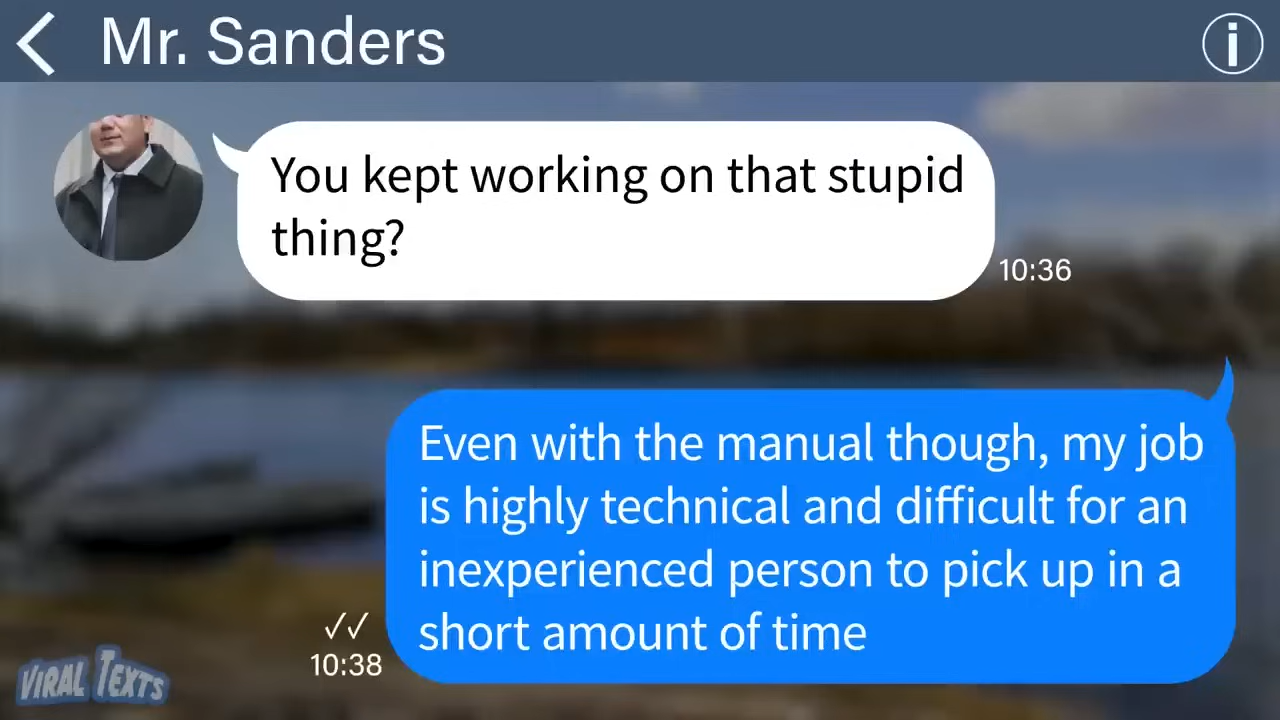 Mr. Sanders
You kept working on that stupid
thing?
10:36
Even with the manual though, my job
is highly technical and difficult for an
inexperienced person to pick up in a
short amount of time
10:38
VIRAL TEXTS